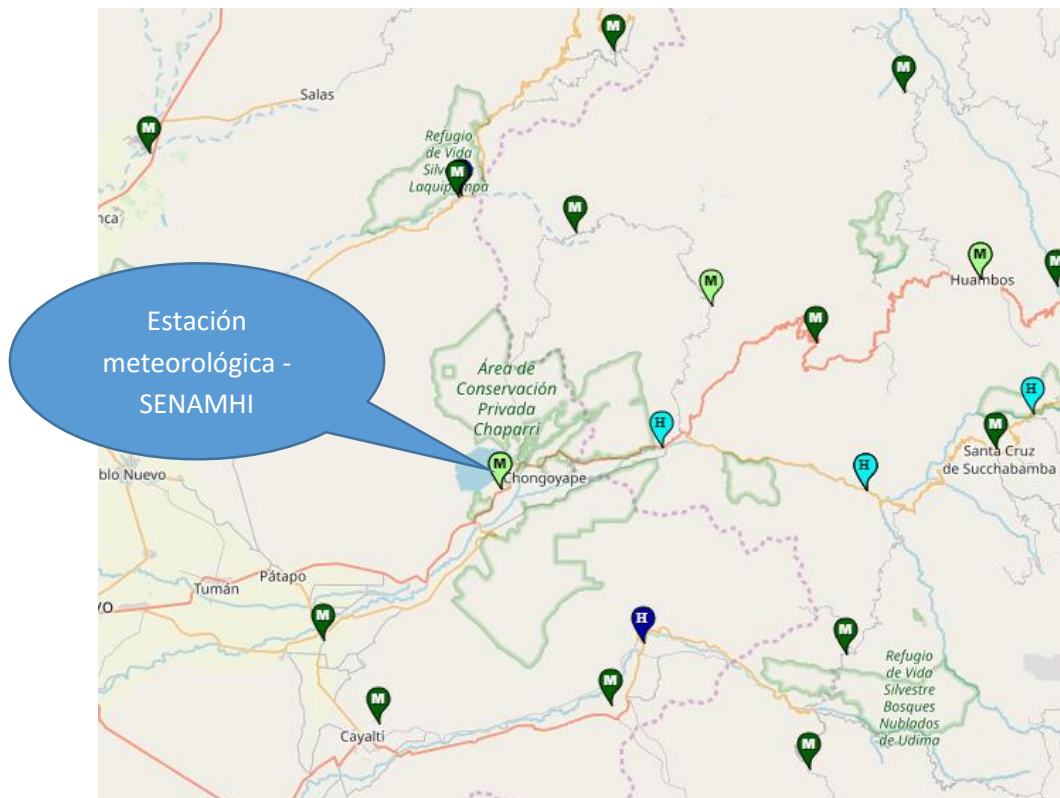 M
M
Salas
M
Refugio
de Vida
Silv
M
Laquip mpa
M
nca
M
M
Huambos
M
M
Estación
meteorológica -
SENAMHI
Área de
Conservación
Privada
Chaparri
H
H
M
Santa Cruz
de Succhabamba
blo Nuevo
M
Chongoyape
H
Pátapo
Tumán
VO
M
H
M
Refugio
de Vida
Silvestre
Bosques
Nublados
de Udima
M
M
Cayaltí
M